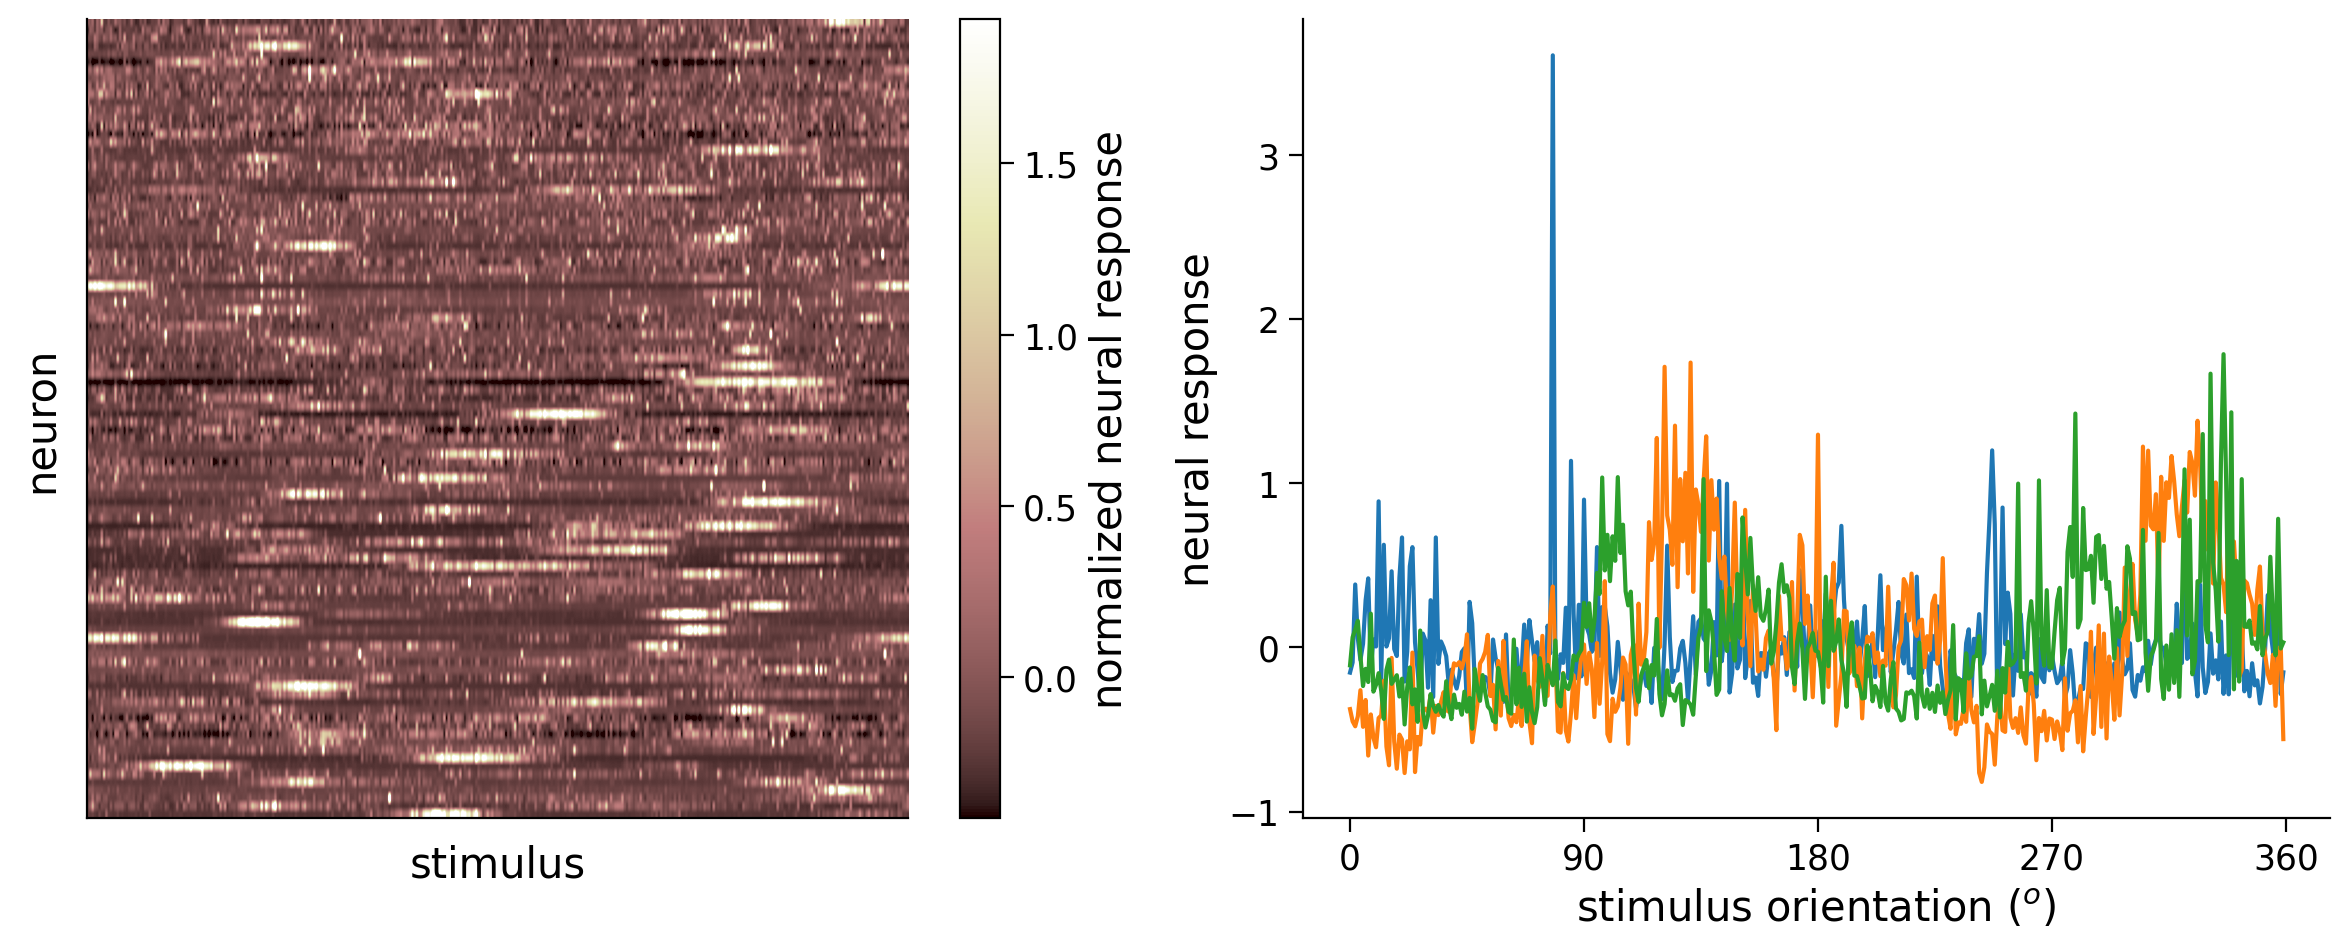 neuron
stimulus
1.5
1.0
0.5
0.0
normalized neural response
neural response
3
2
1
0
−1
0 90 180 270 360
stimulus orientation (°)